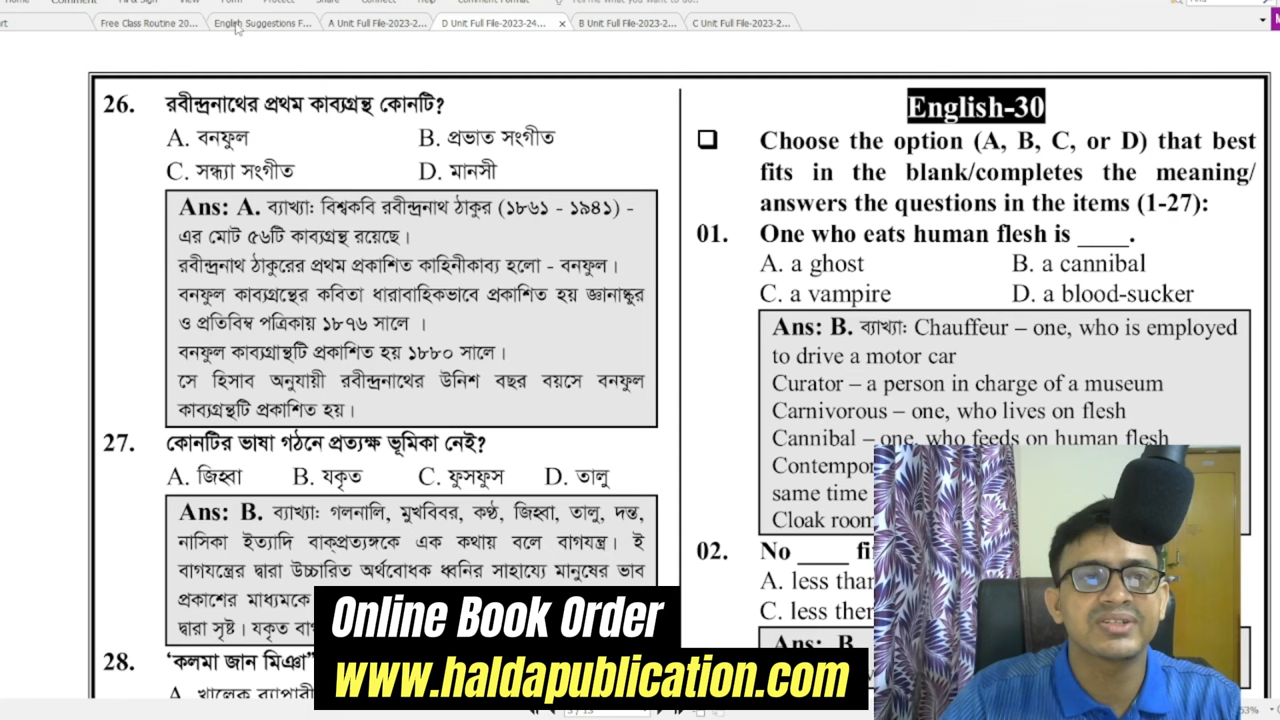 Free Class Routine 20...
English Suggestions F...
A Unit Full File-2023-2...
D Unit Full File-2023-24...
B Unit Full File-2023-2...
C Unit Full File-2023-2...
26. রবীন্দ্রনাথের প্রথম কাব্যগ্রন্থ কোনটি?
A. বনফুল B. প্রভাত সংগীত
C. সন্ধ্যা সংগীত D. মানসী
Ans: A. ব্যাখ্যা: বিশ্বকবি রবীন্দ্রনাথ ঠাকুর (১৮৬১ - ১৯৪১) -
এর মোট ৫৬টি কাব্যগ্রন্থ রয়েছে।
রবীন্দ্রনাথ ঠাকুরের প্রথম প্রকাশিত কাহিনীকাব্য হলো - বনফুল।
বনফুল কাব্যগ্রন্থের কবিতা ধারাবাহিকভাবে প্রকাশিত হয় জ্ঞানাঙ্কুর
ও প্রতিবিম্ব পত্রিকায় ১৮৭৬ সালে ।
বনফুল কাব্যগ্রান্থটি প্রকাশিত হয় ১৮৮০ সালে।
সে হিসাব অনুযায়ী রবীন্দ্রনাথের উনিশ বছর বয়সে বনফুল
কাব্যগ্রন্থটি প্রকাশিত হয়।
27. কোনটির ভাষা গঠনে প্রত্যক্ষ ভূমিকা নেই?
A. জিহ্বা B. যকৃত C. ফুসফুস D. তালু
Ans: B. ব্যাখ্যা: গলনালি, মুখবিবর, কণ্ঠ, জিহ্বা, তালু, দন্ত,
নাসিকা ইত্যাদি বাক্‌প্রত্যঙ্গকে এক কথায় বলে বাগযন্ত্র। ই
বাগযন্ত্রের দ্বারা উচ্চারিত অর্থবোধক ধ্বনির সাহায্যে মানুষের ভাব
প্রকাশের মাধ্যমকে
দ্বারা সৃষ্ট। যকৃত
28. ‘কলমা জান মিঞা”
A. খালেক ব্যাপারী
English-30
Choose the option (A, B, C, or D) that best
fits in the blank/completes the meaning/
answers the questions in the items (1-27):
01. One who eats human flesh is ____.
A. a ghost B. a cannibal
C. a vampire D. a blood-sucker
Ans: B. ব্যাখ্যা: Chauffeur – one, who is employed
to drive a motor car
Curator – a person in charge of a museum
Carnivorous – one, who lives on flesh
Cannibal – one, who feeds on human flesh
Contempor
same time
Cloak room
02. No ____ fi
A. less than
C. less then
Ans: B
Online Book Order
www.haldapublication.com